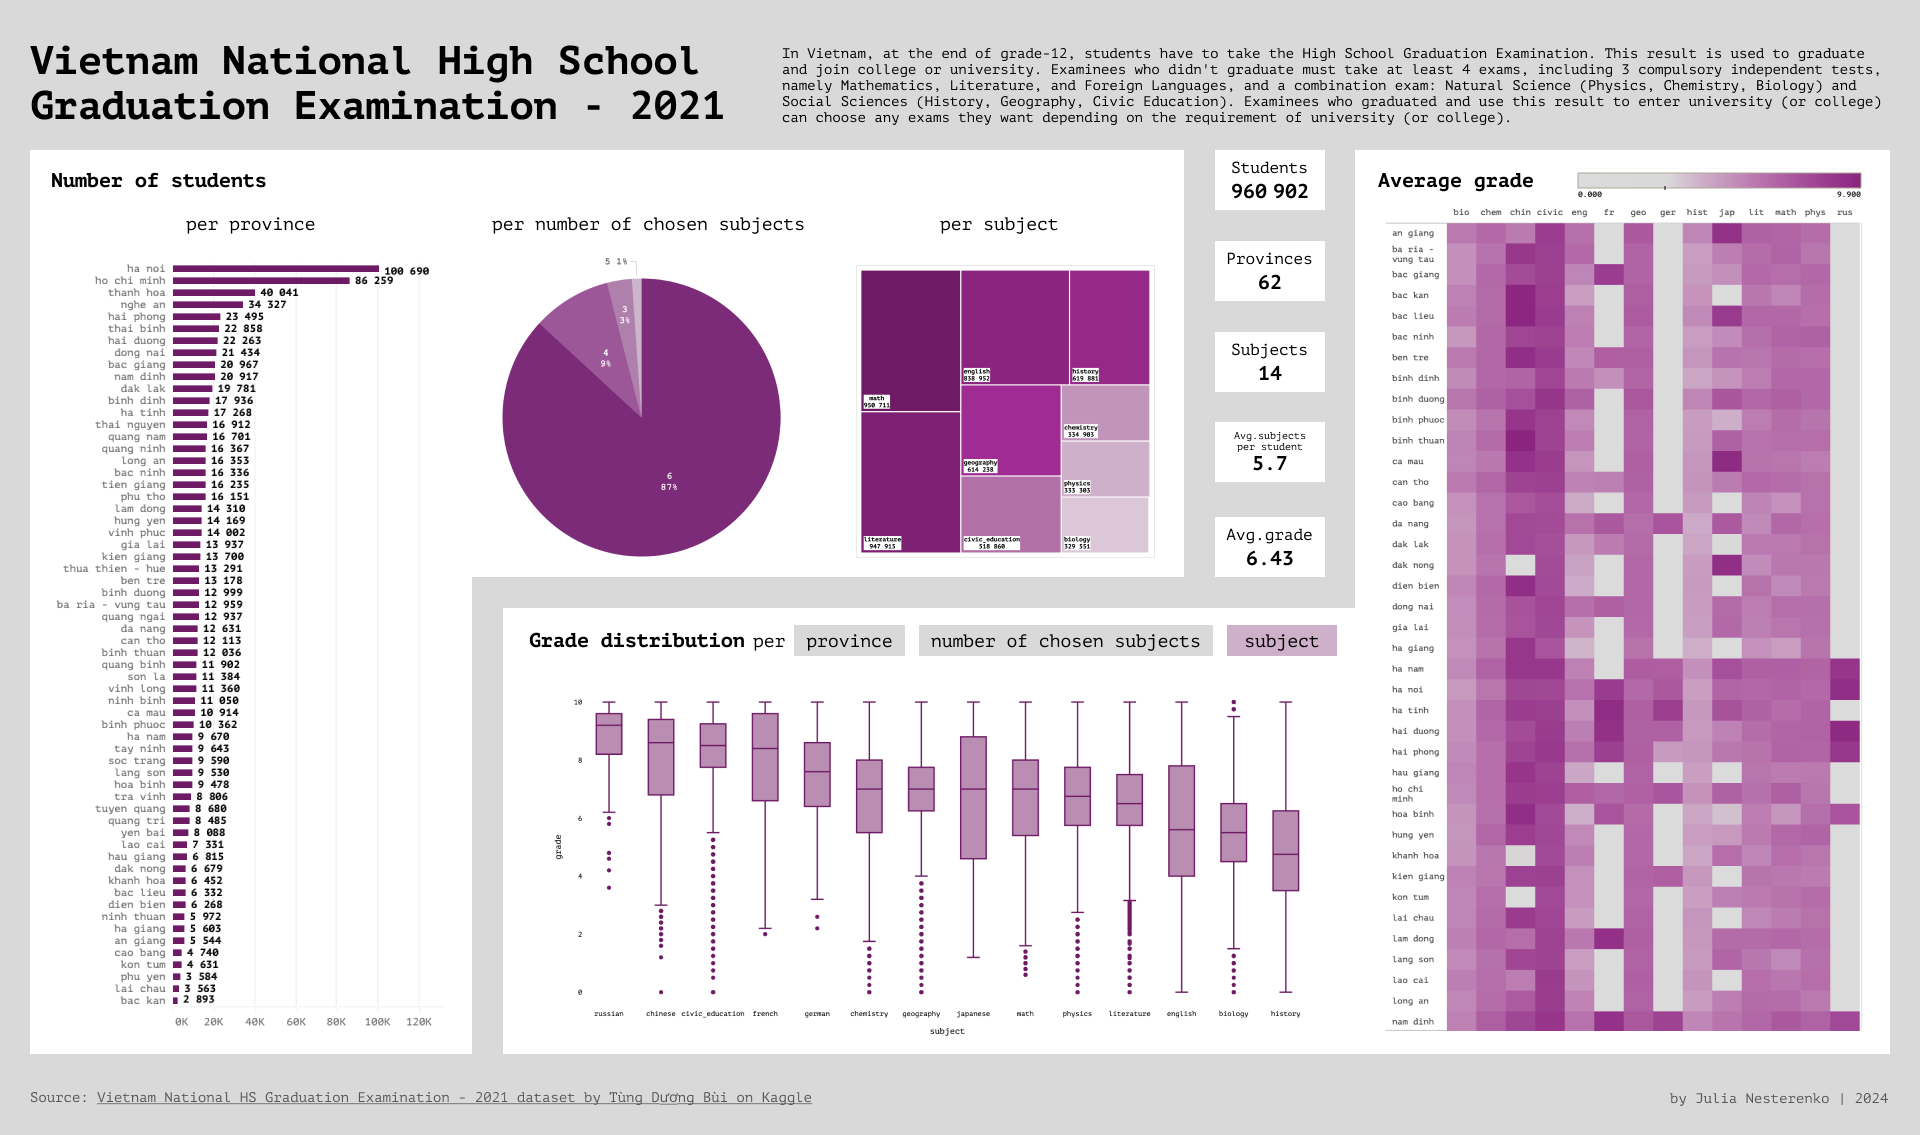 Vietnam National High School
Graduation Examination - 2021
In Vietnam, at the end of grade-12, students have to take the High School Graduation Examination. This result is used to graduate
and join college or university. Examinees who didn't graduate must take at least 4 exams, including 3 compulsory independent tests,
namely Mathematics, Literature, and Foreign Languages, and a combination exam: Natural Science (Physics, Chemistry, Biology) and
Social Sciences (History, Geography, Civic Education). Examinees who graduated and use this result to enter university (or college)
can choose any exams they want depending on the requirement of university (or college).
Number of students
per province
ha noi 100 690
ho chi minh 86 259
thanh hoa 40 041
nghe an 34 327
hai phong 23 495
thai binh 22 858
hai duong 22 263
dong nai 21 434
bac giang 20 967
nam dinh 20 917
dak lak 19 781
binh dinh 17 936
ha tinh 17 268
thai nguyen 16 912
quang nam 16 701
quang ninh 16 367
long an 16 353
bac ninh 16 336
tien giang 16 235
phu tho 16 151
lam dong 14 310
hung yen 14 169
vinh phuc 14 002
gia lai 13 937
kien giang 13 700
thua thien - hue 13 291
ben tre 13 178
binh duong 12 999
ba ria - vung tau 12 959
quang ngai 12 937
da nang 12 631
can tho 12 113
binh thuan 12 036
quang binh 11 902
son la 11 384
vinh long 11 360
ninh binh 11 050
ca mau 10 914
binh phuoc 10 362
ha nam 9 670
tay ninh 9 643
soc trang 9 590
lang son 9 530
hoa binh 9 478
tra vinh 8 806
tuyen quang 8 680
quang tri 8 485
yen bai 8 088
lao cai 7 331
hau giang 6 815
dak nong 6 679
khanh hoa 6 452
bac lieu 6 332
dien bien 6 268
ninh thuan 5 972
ha giang 5 603
an giang 5 544
cao bang 4 740
kon tum 4 631
phu yen 3 584
lai chau 3 563
bac kan 2 893
0K 20K 40K 60K 80K 100K 120K
per number of chosen subjects
5 1%
3
3%
4
9%
6
87%
per subject
math
950 711
literature
947 915
english
838 952
history
619 881
geography
614 238
civic_education
518 860
chemistry
334 903
physics
333 303
biology
329 551
Students
960 902
Provinces
62
Subjects
14
Avg.subjects
per student
5.7
Avg.grade
6.43
Grade distribution per province number of chosen subjects subject
grade
10
8
6
4
2
0
russian chinese civic_education french german chemistry geography japanese math physics literature english biology history
subject
Average grade
0.000 9.900
bio chem chin civic eng fr geo ger hist jap lit math phys rus
an giang
ba ria -
vung tau
bac giang
bac kan
bac lieu
bac ninh
ben tre
binh dinh
binh duong
binh phuoc
binh thuan
ca mau
can tho
cao bang
da nang
dak lak
dak nong
dien bien
dong nai
gia lai
ha giang
ha nam
ha noi
ha tinh
hai duong
hai phong
hau giang
ho chi
minh
hoa binh
hung yen
khanh hoa
kien giang
kon tum
lai chau
lam dong
lang son
lao cai
long an
nam dinh
Source: Vietnam National HS Graduation Examination - 2021 dataset by Tùng Dương Bùi on Kaggle
by Julia Nesterenko | 2024